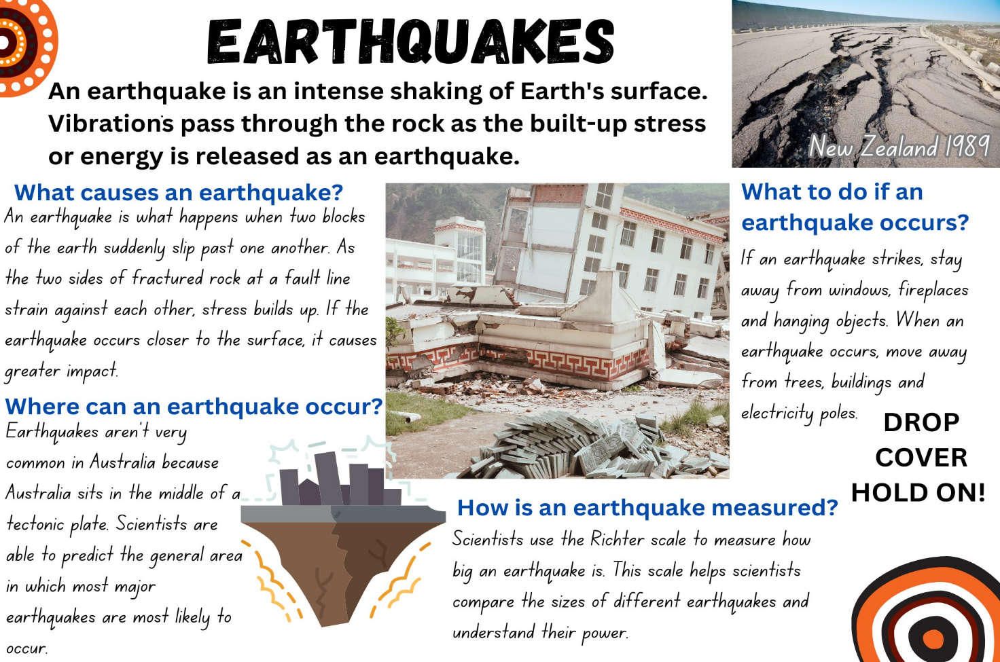 EARTHQUAKES
An earthquake is an intense shaking of Earth's surface.
Vibrations pass through the rock as the built-up stress
or energy is released as an earthquake.
New Zealand 1989
What causes an earthquake?
An earthquake is what happens when two blocks
of the earth suddenly slip past one another. As
the two sides of fractured rock at a fault line
strain against each other, stress builds up. If the
earthquake occurs closer to the surface, it causes
greater impact.
Where can an earthquake occur?
Earthquakes aren't very
common in Australia because
Australia sits in the middle of a
tectonic plate. Scientists are
able to predict the general area
in which most major
earthquakes are most likely to
occur.
What to do if an
earthquake occurs?
If an earthquake strikes, stay
away from windows, fireplaces
and hanging objects. When an
earthquake occurs, move away
from trees, buildings and
electricity poles.
DROP
COVER
HOLD ON!
How is an earthquake measured?
Scientists use the Richter scale to measure how
big an earthquake is. This scale helps scientists
compare the sizes of different earthquakes and
understand their power.